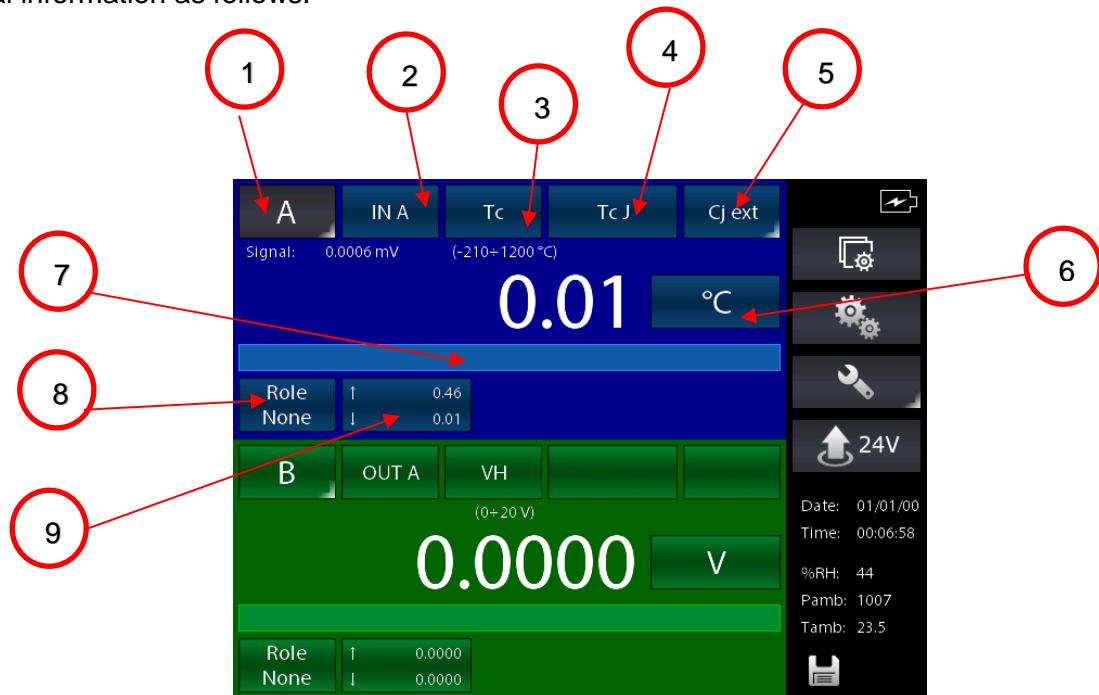 al information as follows:
1
2
3
4
5
A
IN A
Tc
Tc J
Cj ext
Signal: 0.0006 mV
(-210÷1200 °C)
0.01
°C
6
7
8
Role
None
↑ 0.46
↓ 0.01
24V
B
OUT A
VH
(0÷20 V)
9
0.0000
V
Role
None
↑ 0.0000
↓ 0.0000
Date: 01/01/00
Time: 00:06:58
%RH: 44
Pamb: 1007
Tamb: 23.5